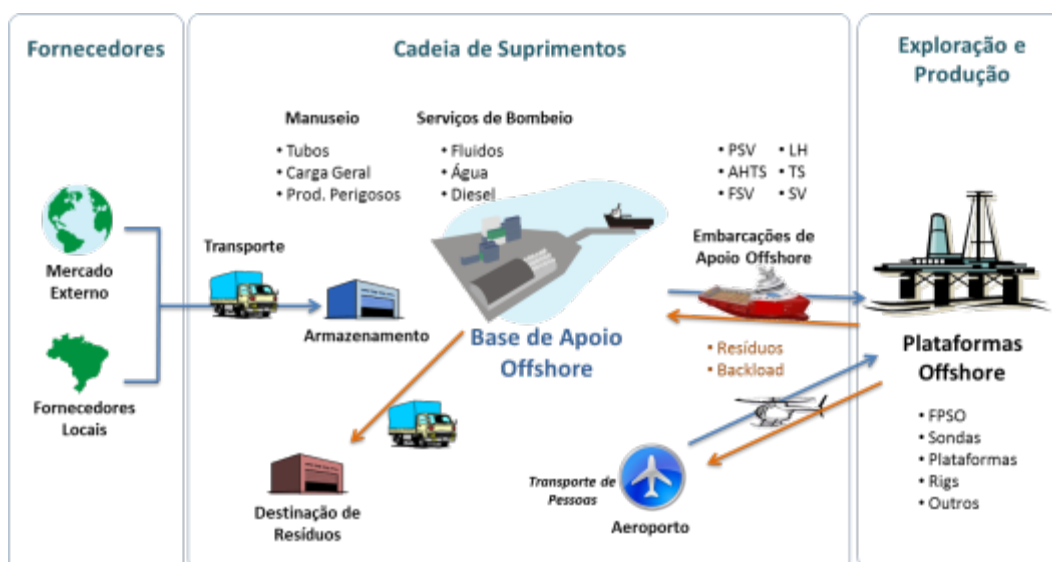 Fornecedores
Mercado
Externo
Fornecedores
Locais
Cadeia de Suprimentos
Manuseio
• Tubos
• Carga Geral
• Prod. Perigosos
Serviços de Bombeio
• Fluidos
• Água
• Diesel
• PSV
• AHTS
• FSV
• LH
• TS
• SV
Transporte
Armazenamento
Base de Apoio
Offshore
Embarcações de
Apoio Offshore
• Resíduos
• Backload
Destinação de
Resíduos
Transporte de
Pessoas
Aeroporto
Exploração e
Produção
Plataformas
Offshore
• FPSO
• Sondas
• Plataformas
• Rigs
• Outros